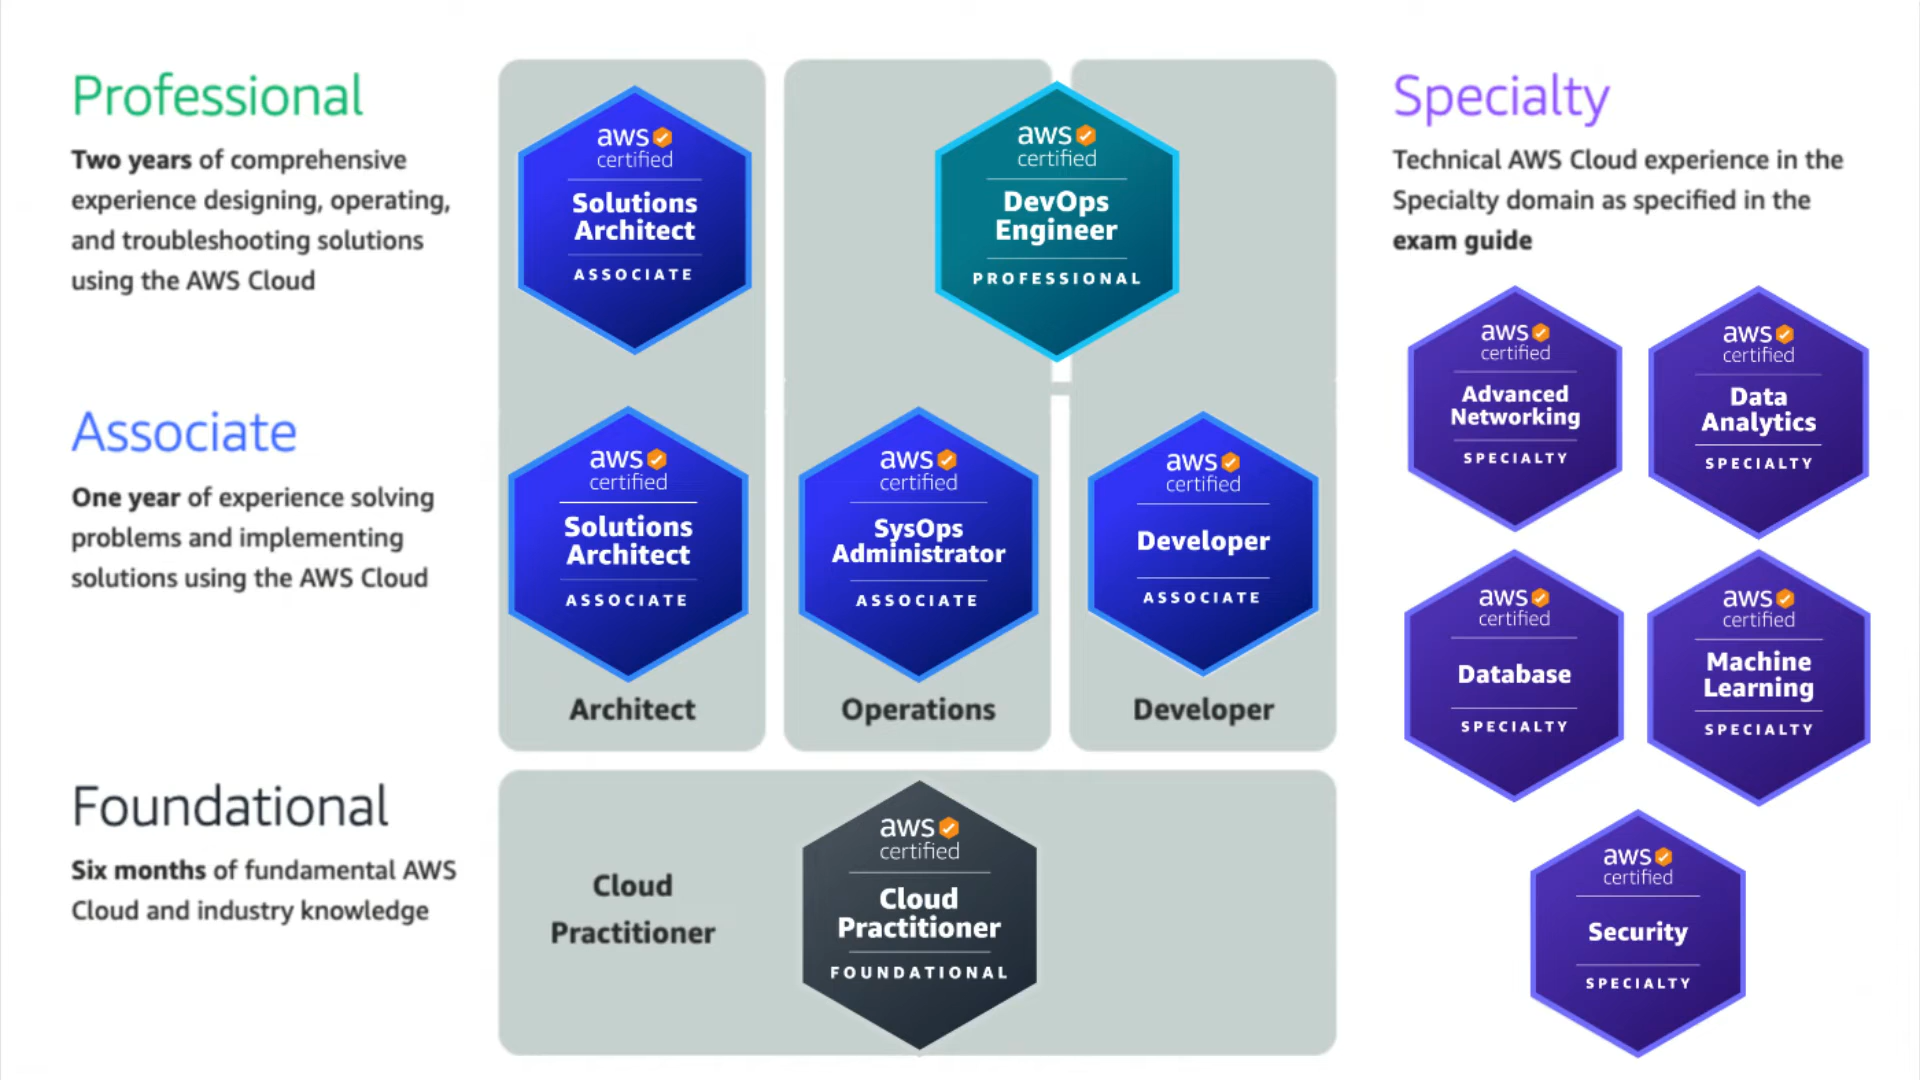 Professional
Two years of comprehensive
experience designing, operating,
and troubleshooting solutions
using the AWS Cloud
aws
certified
Solutions
Architect
ASSOCIATE
aws
certified
DevOps
Engineer
PROFESSIONAL
Associate
One year of experience solving
problems and implementing
solutions using the AWS Cloud
aws
certified
Solutions
Architect
ASSOCIATE
Architect
aws
certified
SysOps
Administrator
ASSOCIATE
Operations
aws
certified
Developer
ASSOCIATE
Developer
Foundational
Six months of fundamental AWS
Cloud and industry knowledge
Cloud
Practitioner
aws
certified
Cloud
Practitioner
FOUNDATIONAL
Specialty
Technical AWS Cloud experience in the
Specialty domain as specified in the
exam guide
aws
certified
Advanced
Networking
SPECIALTY
aws
certified
Data
Analytics
SPECIALTY
aws
certified
Database
SPECIALTY
aws
certified
Machine
Learning
SPECIALTY
aws
certified
Security
SPECIALTY